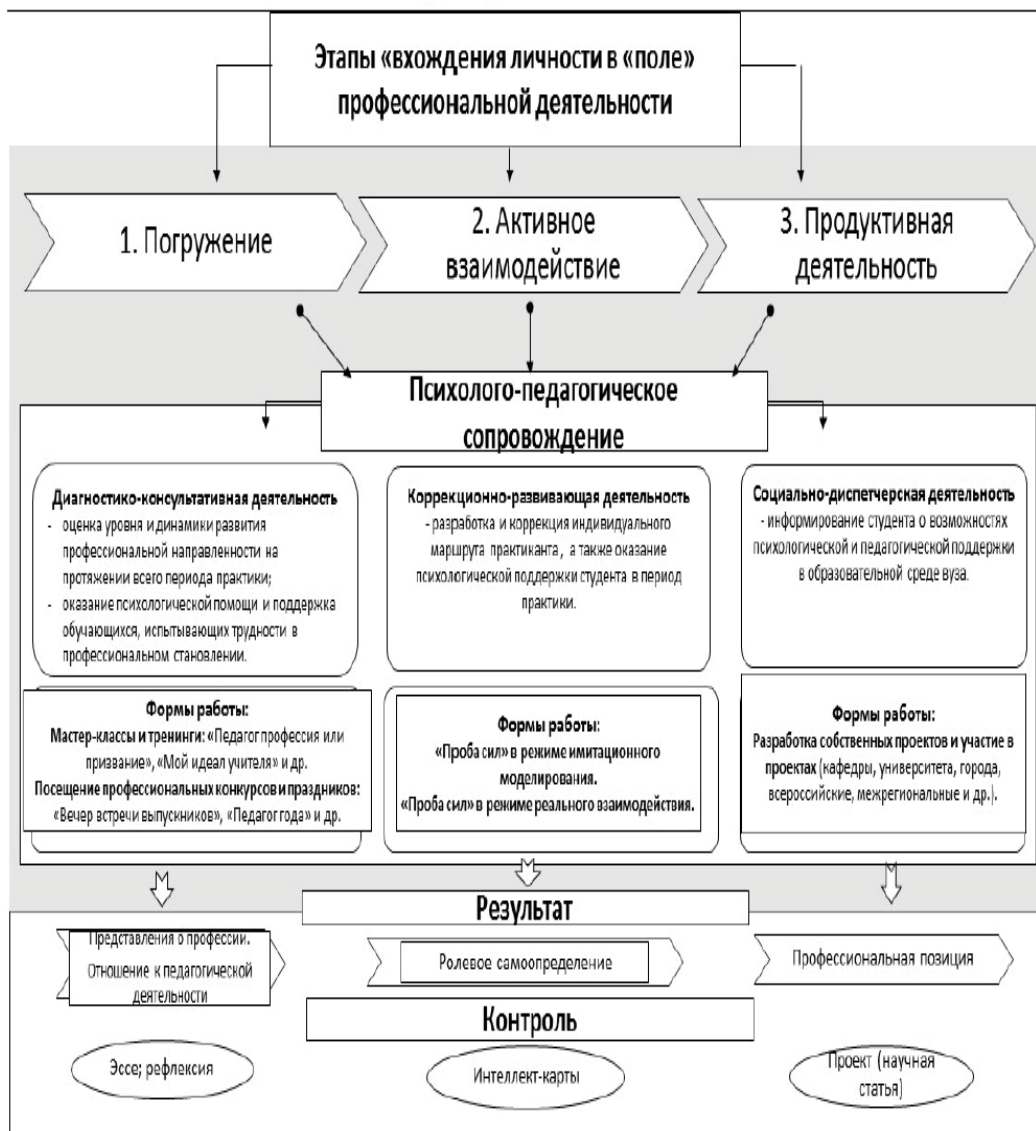 Этапы «вхождения личности в «поле»
профессиональной деятельности
1. Погружение
2. Активное
взаимодействие
3. Продуктивная
деятельность
Психолого-педагогическое
сопровождение
Диагностико-консультативная деятельность
- оценка уровня и динамики развития
профессиональной направленности на
протяжении всего периода практики;
- оказание психологической помощи и поддержка
обучающихся, испытывающих трудности в
профессиональном становлении.
Коррекционно-развивающая деятельность
- разработка и коррекция индивидуального
маршрута практиканта, а также оказание
психологической поддержки студента в период
практики.
Социально-диспетчерская деятельность
- информирование студента о возможностях
психологической и педагогической поддержки
в образовательной среде вуза.
Формы работы:
Мастер-классы и тренинги: «Педагог профессия или
призвание», «Мой идеал учителя» и др.
Посещение профессиональных конкурсов и праздников:
«Вечер встречи выпускников», «Педагог года» и др.
Формы работы:
«Проба сил» в режиме имитационного
моделирования.
«Проба сил» в режиме реального взаимодействия.
Формы работы:
Разработка собственных проектов и участие в
проектах (кафедры, университета, города,
всероссийские, межрегиональные и др.).
Результат
Представления о профессии.
Отношение к педагогической
деятельности
Ролевое самоопределение
Профессиональная позиция
Контроль
Эссе; рефлексия
Интеллект-карты
Проект (научная
статья)